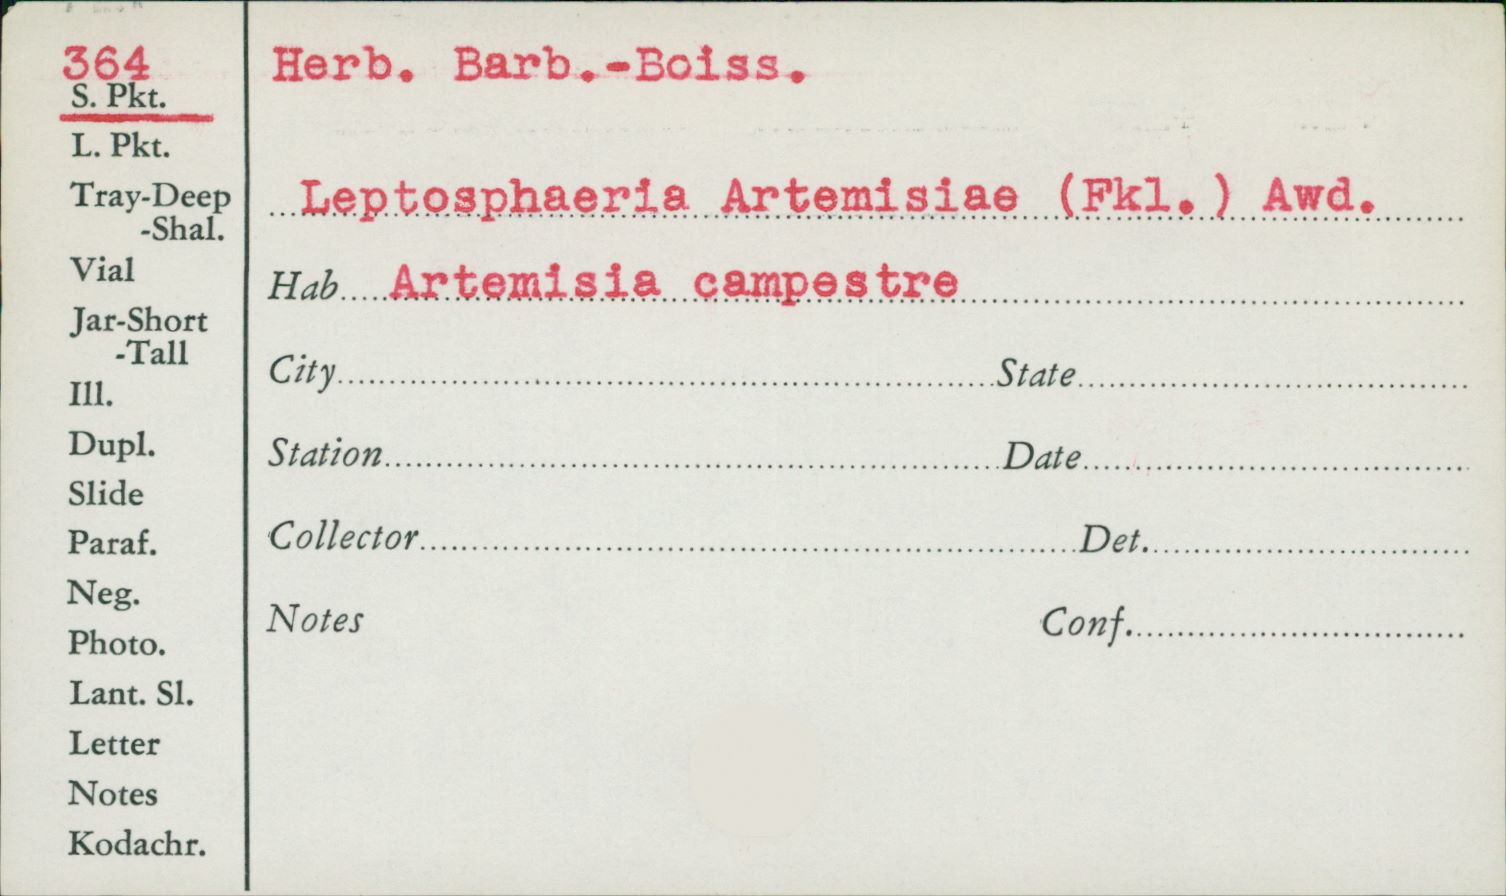 364
S. Pkt.
L. Pkt.
Tray-Deep
-Shal.
Vial
Jar-Short
-Tall
Ill.
Dupl.
Slide
Paraf.
Neg.
Photo.
Lant. Sl.
Letter
Notes
Kodachr.
Herb. Barb.-Boiss.
Leptosphaeria Artemisiae (Fkl.) Awd.
Hab. Artemisia campestre
City State
Station Date
Collector Det.
Notes Conf.